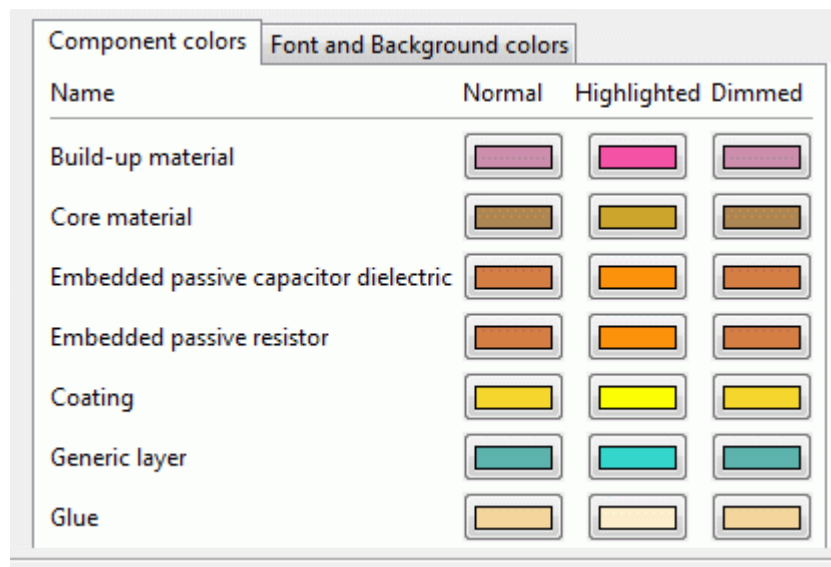 Component colors Font and Background colors
Name Normal Highlighted Dimmed
Build-up material
Core material
Embedded passive capacitor dielectric
Embedded passive resistor
Coating
Generic layer
Glue